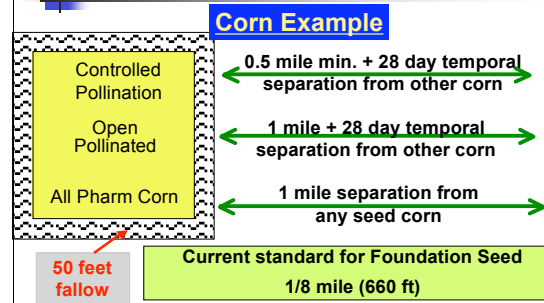 Corn Example
Controlled
Pollination
0.5 mile min. + 28 day temporal
separation from other corn
Open
Pollinated
1 mile + 28 day temporal
separation from other corn
All Pharm Corn
1 mile separation from
any seed corn
50 feet
fallow
Current standard for Foundation Seed
1/8 mile (660 ft)